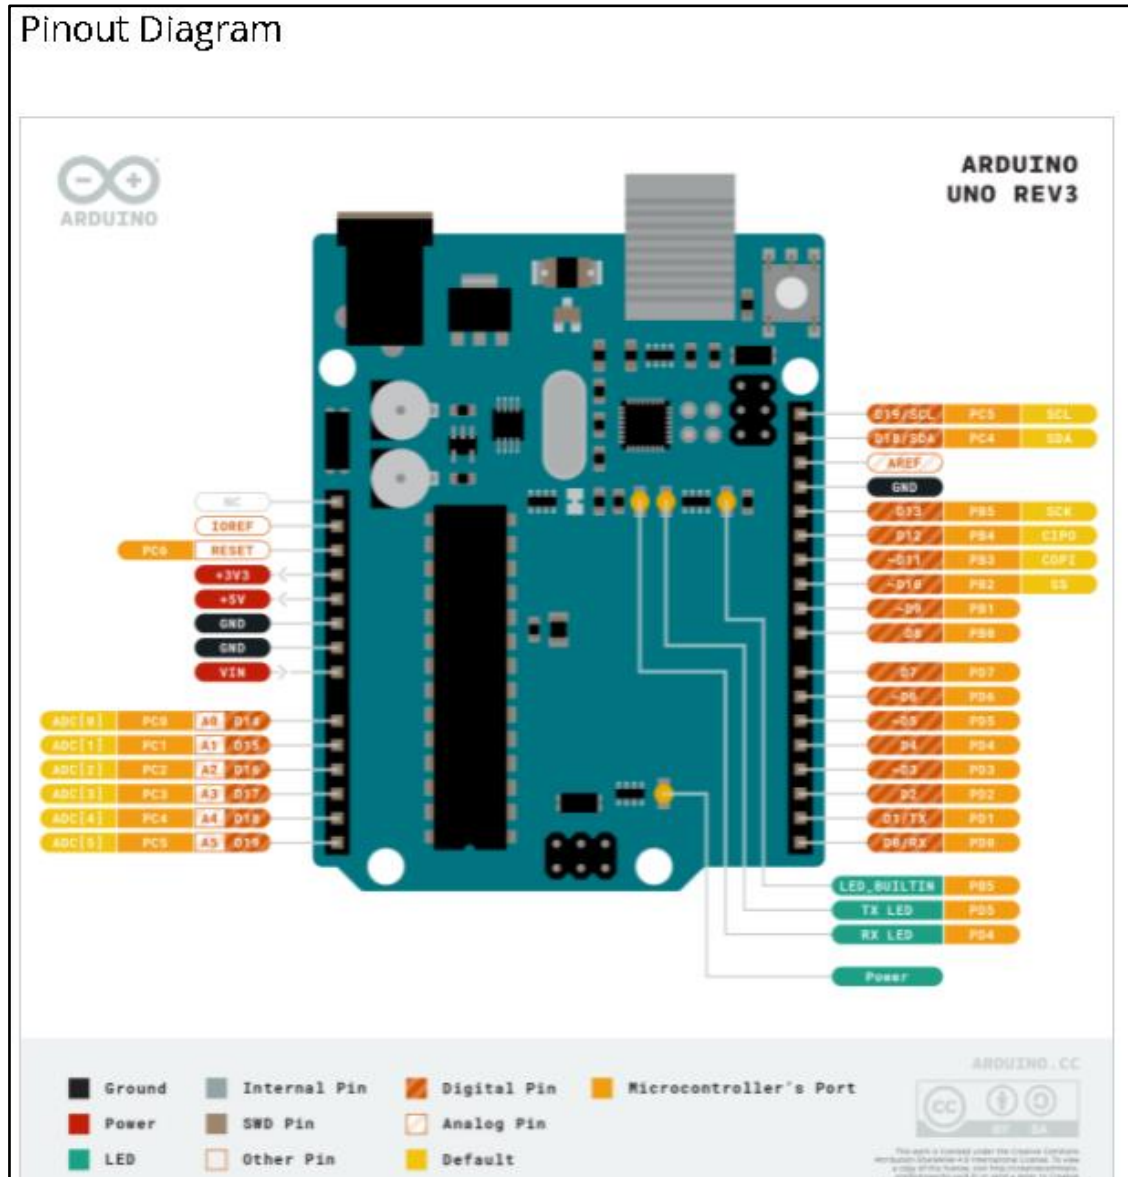 Pinout Diagram
ARDUINO
ARDUINO
UNO REV3
D19/SCL PC5 SCL
D18/SDA PC4 SDA
AREF
GND
D13 PB5 SCK
D12 PB4 CIPO
~D11 PB3 COPI
~D10 PB2 SS
~D9 PB1
D8 PB0
D7 PD7
~D6 PD6
~D5 PD5
D4 PD4
~D3 PD3
D2 PD2
D1/TX PD1
D0/RX PD0
NC
IOREF
PC6 RESET
+3V3
+5V
GND
GND
VIN
ADC[0] PC0 A0 D14
ADC[1] PC1 A1 D15
ADC[2] PC2 A2 D16
ADC[3] PC3 A3 D17
ADC[4] PC4 A4 D18
ADC[5] PC5 A5 D19
LED_BUILTIN PB5
TX LED PD5
RX LED PD4
Power
Ground Internal Pin Digital Pin Microcontroller's Port
Power SWD Pin Analog Pin
LED Other Pin Default
ARDUINO.CC
CC
BY SA